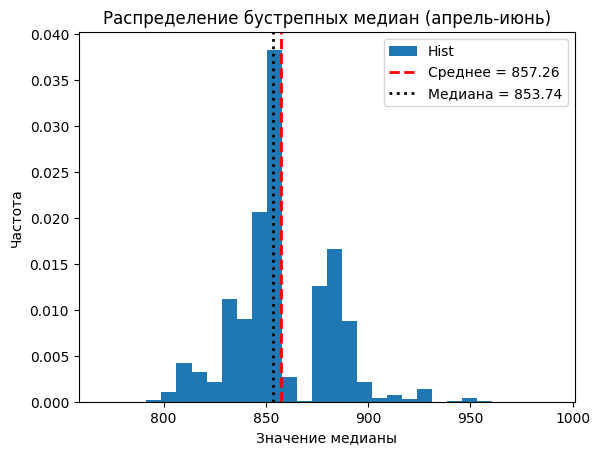 Распределение бустрепных медиан (апрель-июнь)
Hist
Среднее = 857.26
Медиана = 853.74
Частота
0.040
0.035
0.030
0.025
0.020
0.015
0.010
0.005
0.000
800
850
900
950
1000
Значение медианы